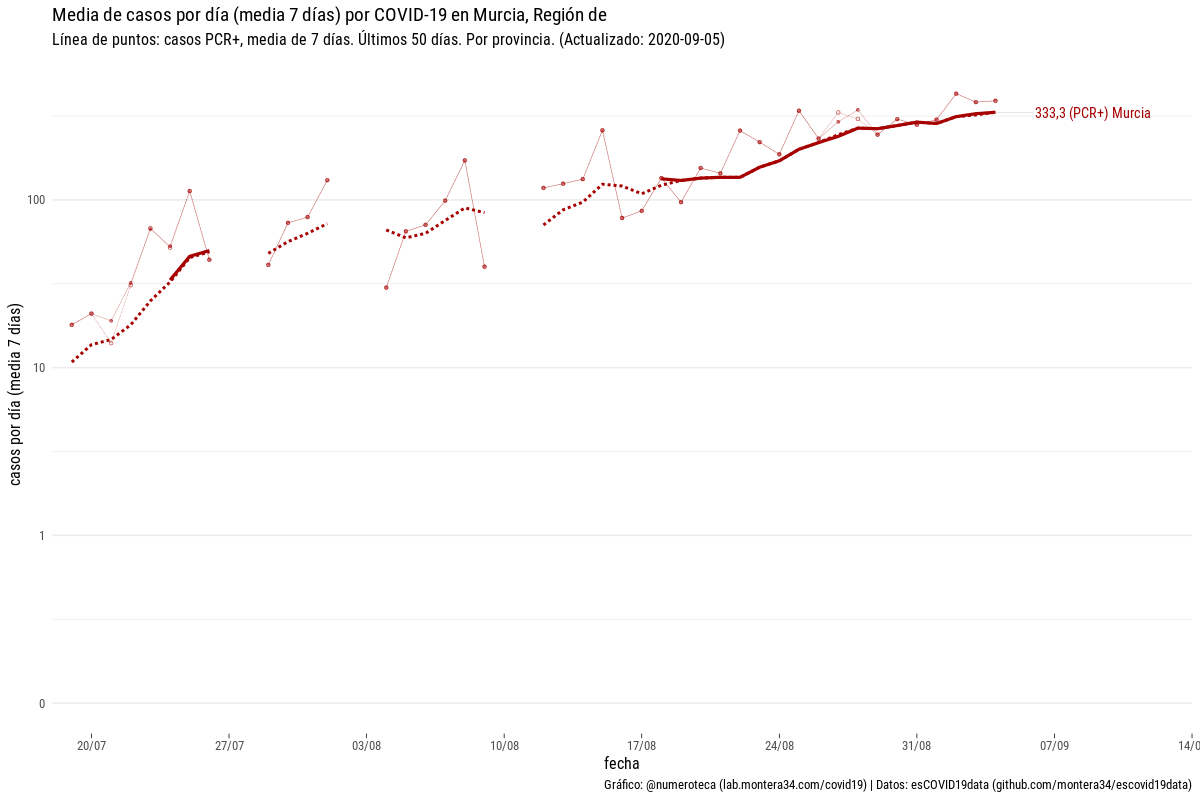 Media de casos por día (media 7 días) por COVID-19 en Murcia, Región de
Línea de puntos: casos PCR+, media de 7 días. Últimos 50 días. Por provincia. (Actualizado: 2020-09-05)
casos por día (media 7 días)
100
10
1
0
333,3 (PCR+) Murcia
20/07
27/07
03/08
10/08
17/08
24/08
31/08
07/09
14/0
fecha
Gráfico: @numeroteca (lab.montera34.com/covid19) | Datos: esCOVID19data (github.com/montera34/escovid19data)